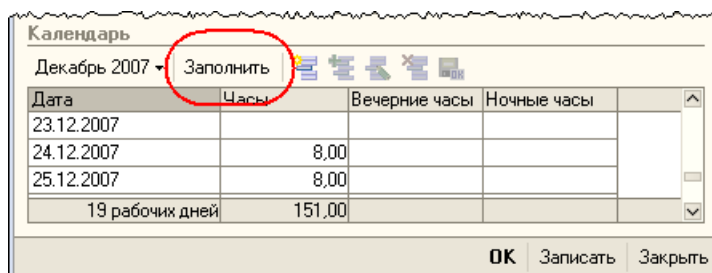 Календарь
Декабрь 2007 Заполнить
Дата Часы Вечерние часы Ночные часы
23.12.2007
24.12.2007 8,00
25.12.2007 8,00
19 рабочих дней 151,00
OK Записать Закрыть